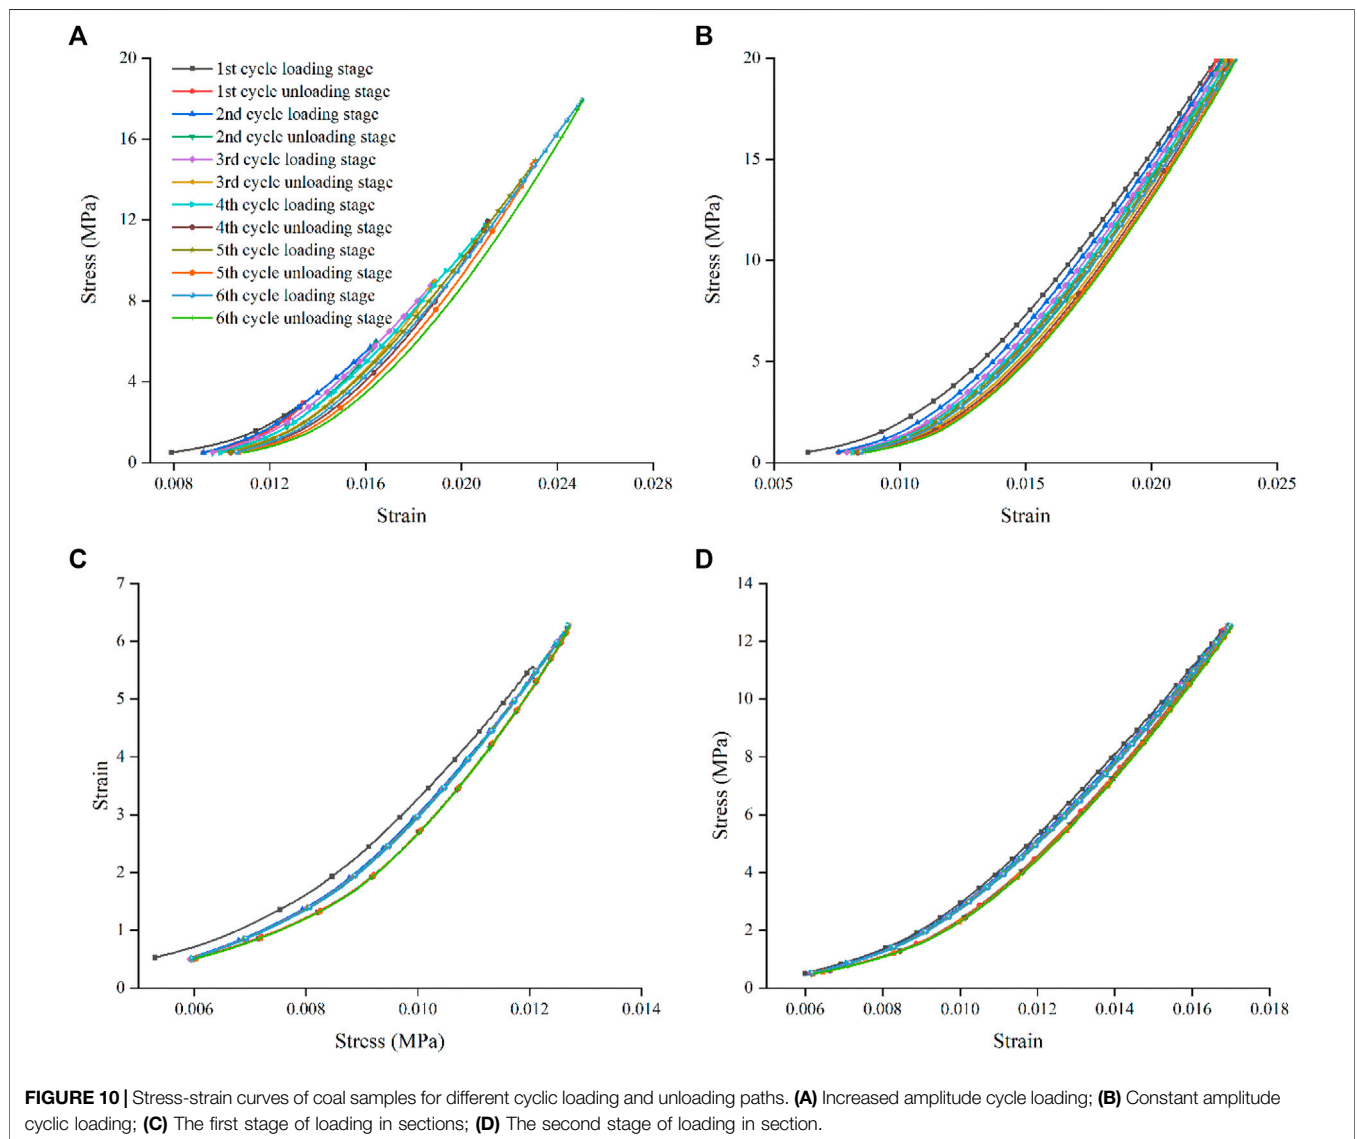 A
20
16
12
8
4
0
Stress (MPa)
1st cycle loading stage
1st cycle unloading stage
2nd cycle loading stage
2nd cycle unloading stage
3rd cycle loading stage
3rd cycle unloading stage
4th cycle loading stage
4th cycle unloading stage
5th cycle loading stage
5th cycle unloading stage
6th cycle loading stage
6th cycle unloading stage
0.008 0.012 0.016 0.020 0.024 0.028
Strain
B
20
15
10
5
0
Stress (MPa)
0.005 0.010 0.015 0.020 0.025
Strain
C
7
6
5
4
3
2
1
0
Strain
0.006 0.008 0.010 0.012 0.014
Stress (MPa)
D
14
12
10
8
6
4
2
0
Stress (MPa)
0.006 0.008 0.010 0.012 0.014 0.016 0.018
Strain
FIGURE 10 | Stress-strain curves of coal samples for different cyclic loading and unloading paths. (A) Increased amplitude cycle loading; (B) Constant amplitude
cyclic loading; (C) The first stage of loading in sections; (D) The second stage of loading in section.